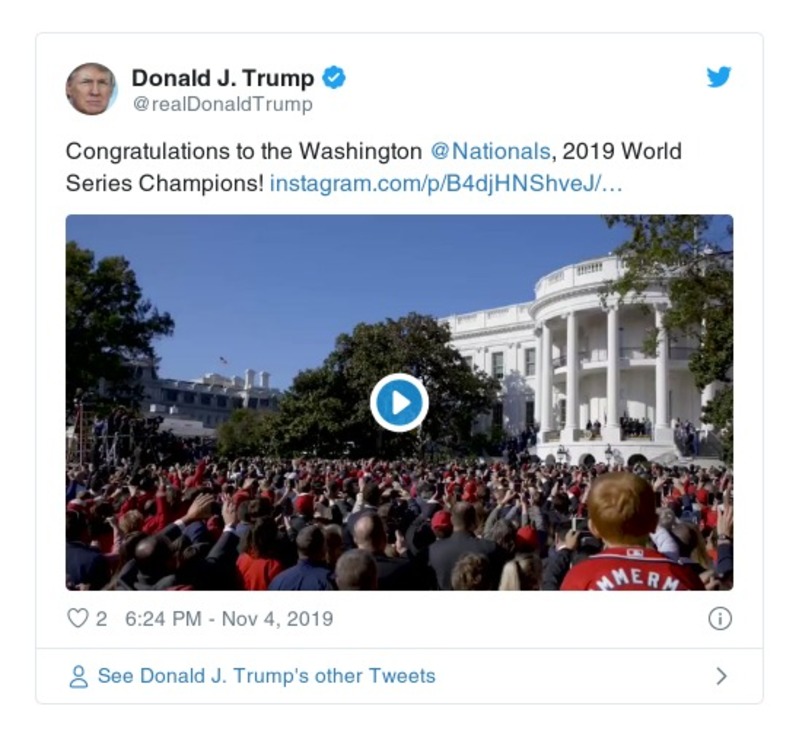 Donald J. Trump
@realDonaldTrump
Congratulations to the Washington @Nationals, 2019 World
Series Champions! instagram.com/p/B4djHNShveJ/…
MMERM
2 6:24 PM - Nov 4, 2019
See Donald J. Trump's other Tweets